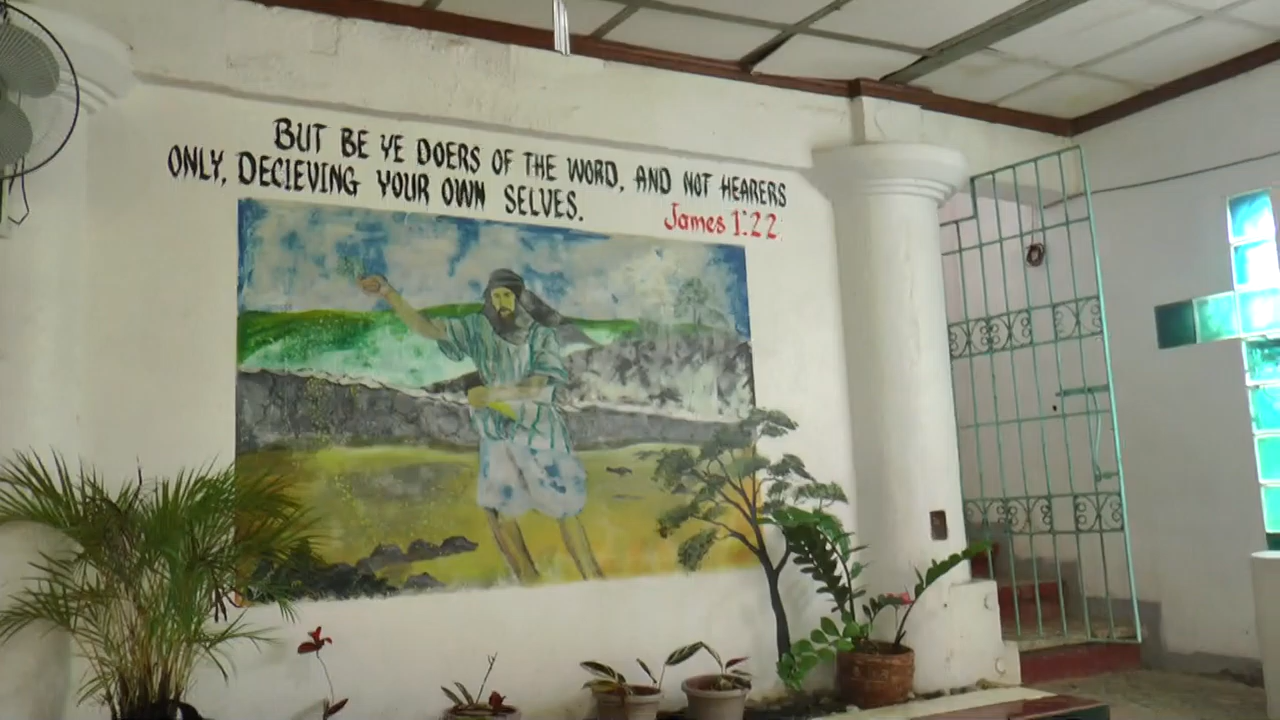 BUT BE YE DOERS OF THE WORD, AND NOT HEARERS
ONLY, DECIEVING YOUR OWN SELVES.
James 1:22